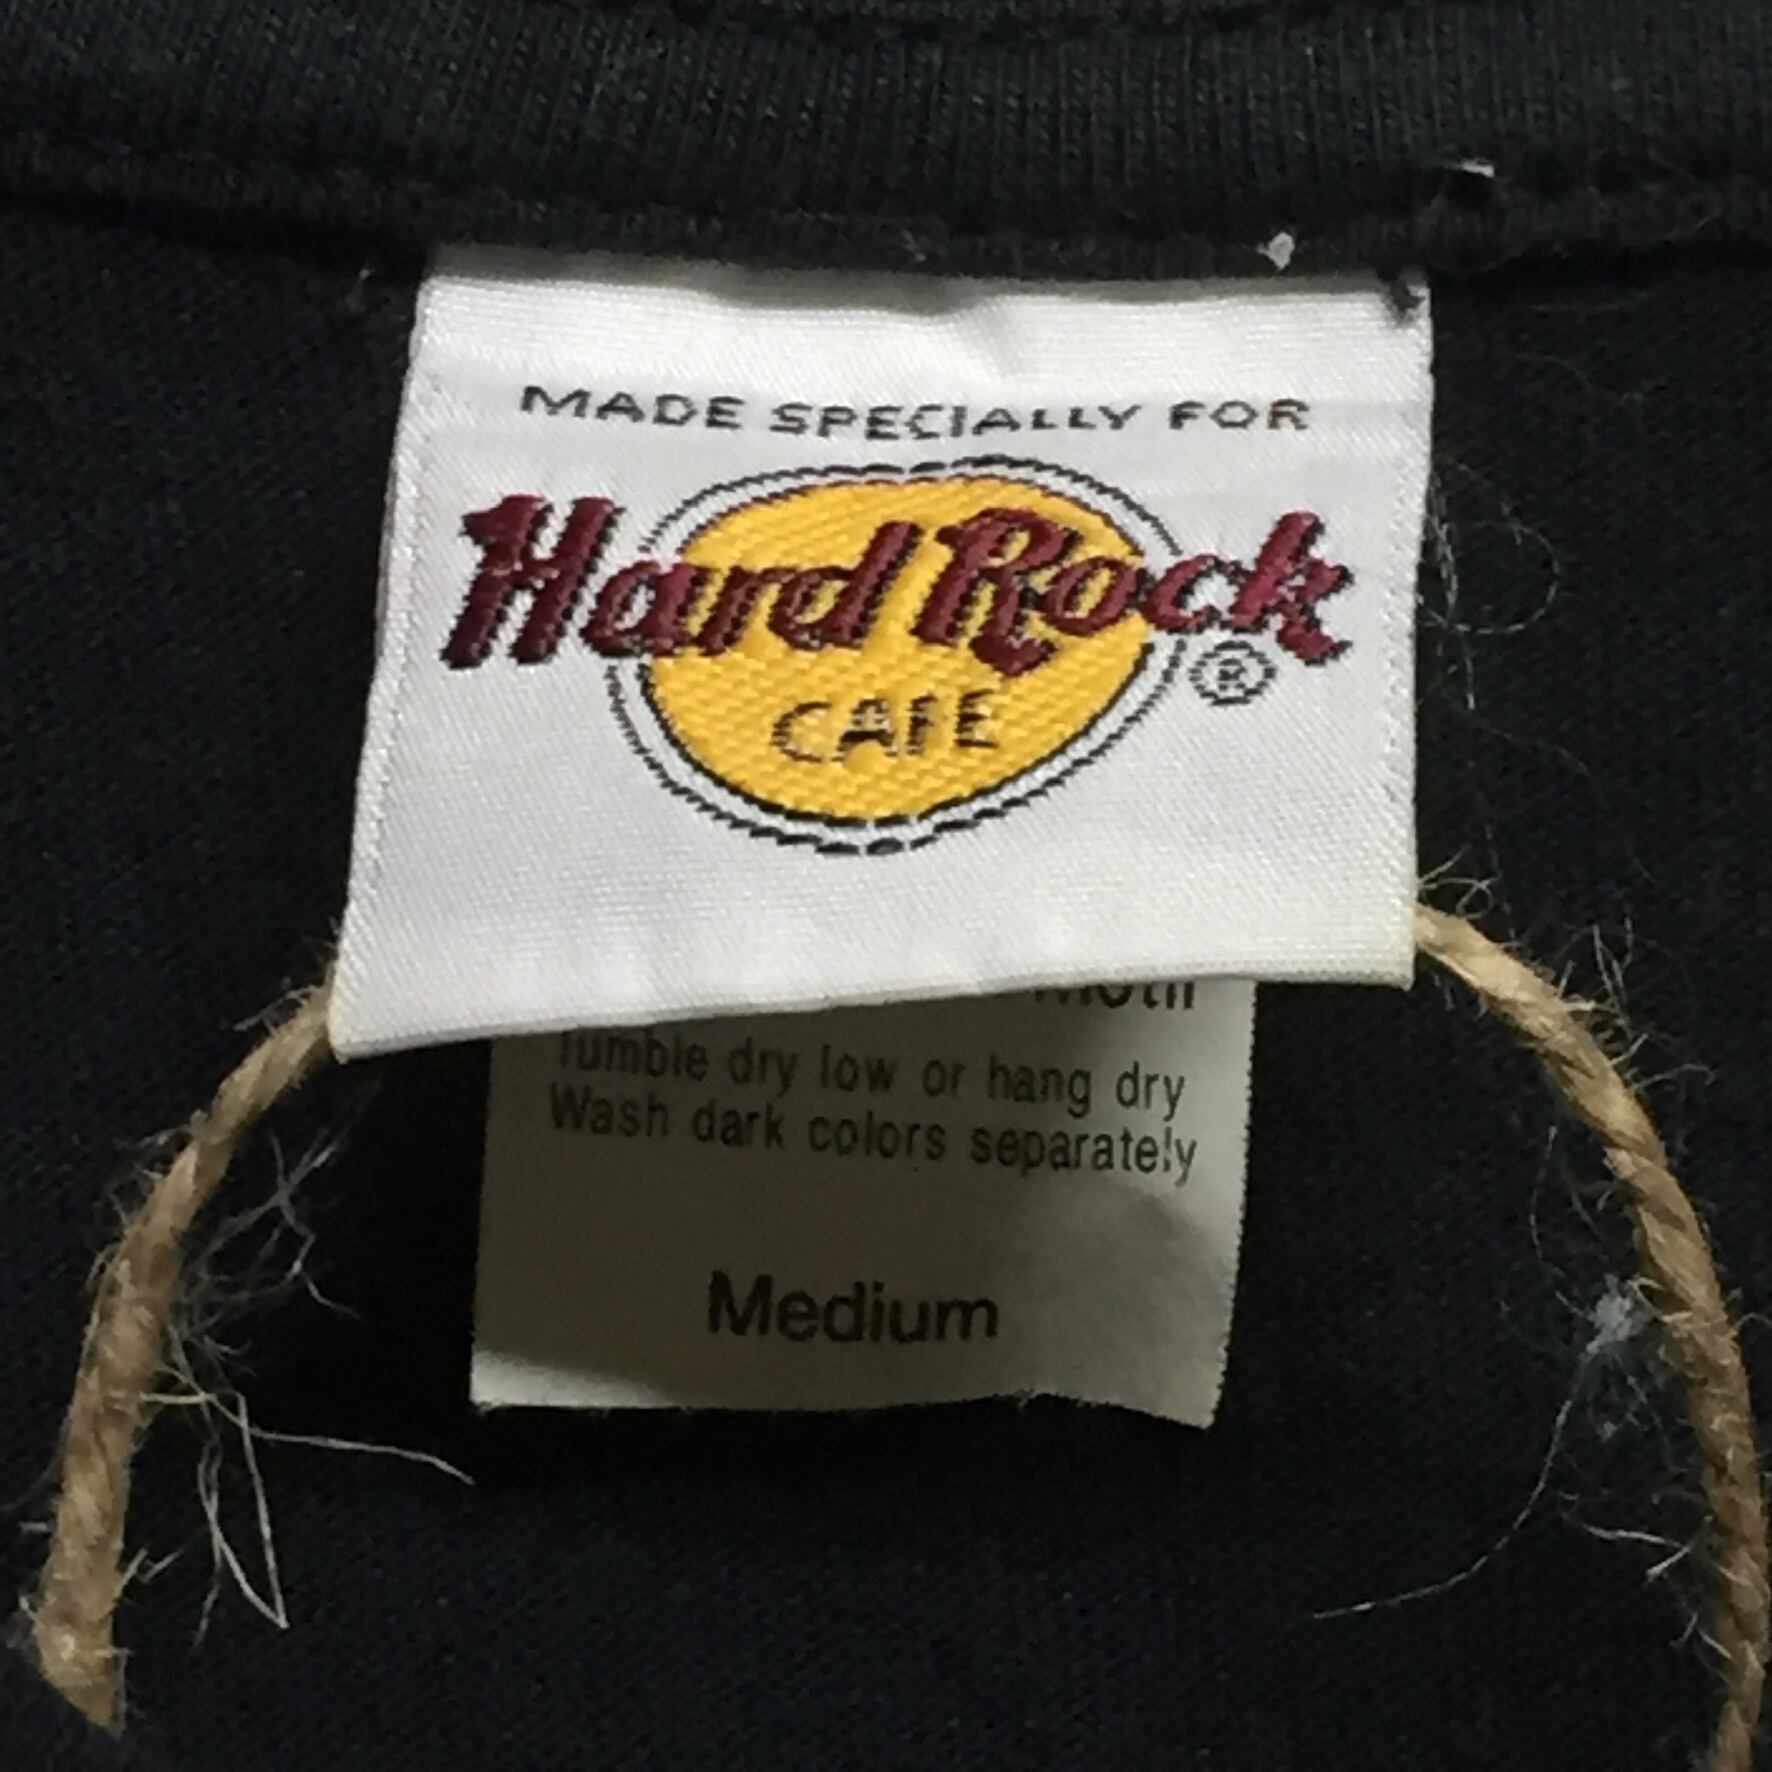 MADE SPECIALLY FOR
Hard Rock
®
CAFE
Tumble dry low or hang dry
Wash dark colors separately
Medium